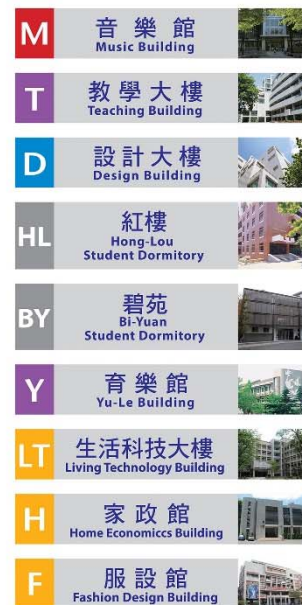 M
音樂館
Music Building
T
教學大樓
Teaching Building
D
設計大樓
Design Building
HL
紅樓
Hong-Lou
Student Dormitory
BY
碧苑
Bi-Yuan
Student Dormitory
Y
育樂館
Yu-Le Building
LT
生活科技大樓
Living Technology Building
H
家政館
Home Economiccs Building
F
服設館
Fashion Design Building